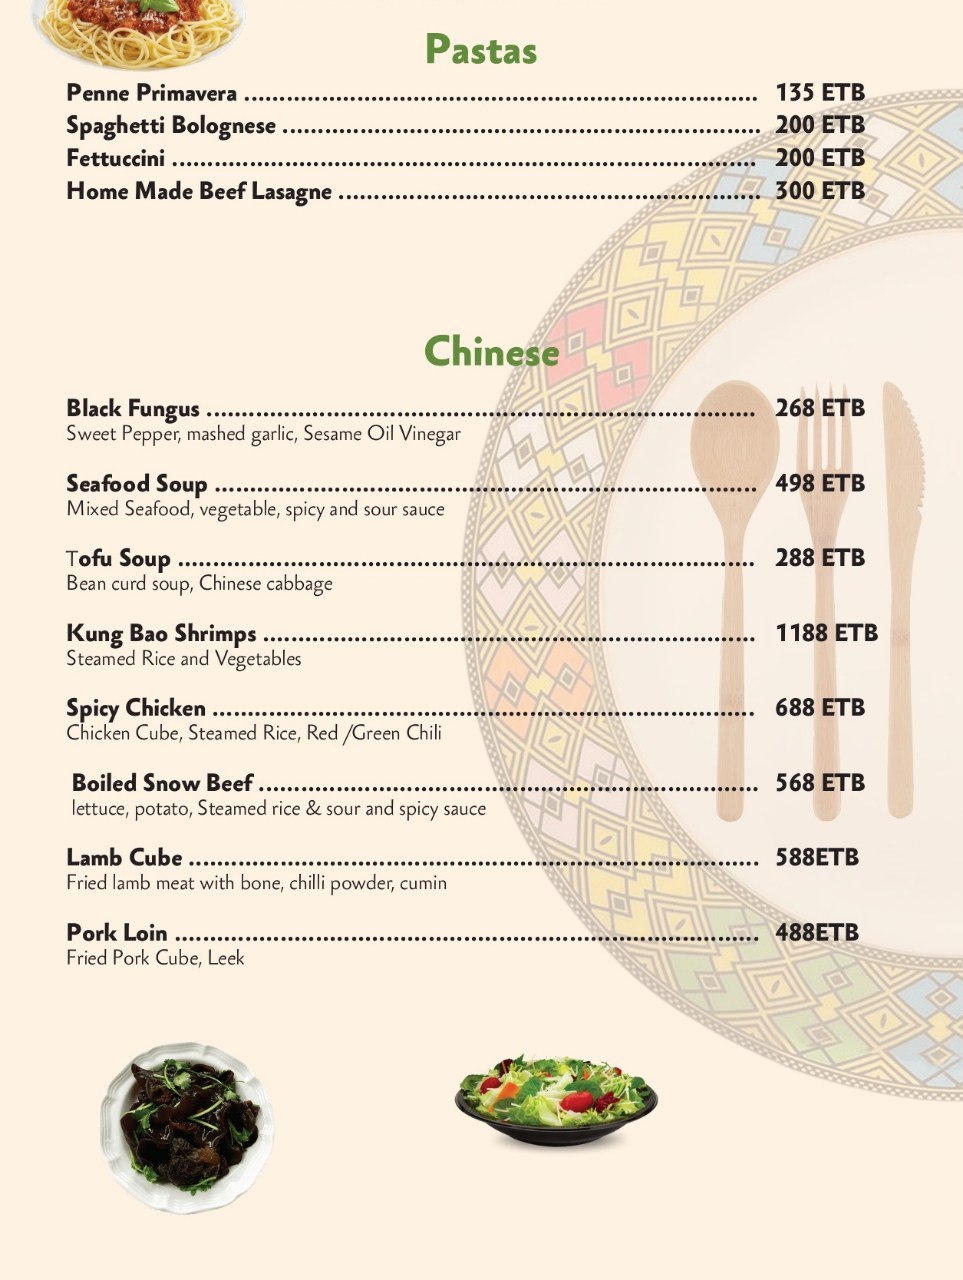 Pastas
Penne Primavera ........................................................................ 135 ETB
Spaghetti Bolognese ................................................................... 200 ETB
Fettuccini .................................................................................. 200 ETB
Home Made Beef Lasagne ........................................................... 300 ETB
Chinese
Black Fungus ............................................................................. 268 ETB
Sweet Pepper, mashed garlic, Sesame Oil Vinegar
Seafood Soup ............................................................................ 498 ETB
Mixed Seafood, vegetable, spicy and sour sauce
Tofu Soup ................................................................................. 288 ETB
Bean curd soup, Chinese cabbage
Kung Bao Shrimps ..................................................................... 1188 ETB
Steamed Rice and Vegetables
Spicy Chicken ............................................................................ 688 ETB
Chicken Cube, Steamed Rice, Red /Green Chili
Boiled Snow Beef ...................................................................... 568 ETB
lettuce, potato, Steamed rice & sour and spicy sauce
Lamb Cube ................................................................................ 588ETB
Fried lamb meat with bone, chilli powder, cumin
Pork Loin .................................................................................. 488ETB
Fried Pork Cube, Leek